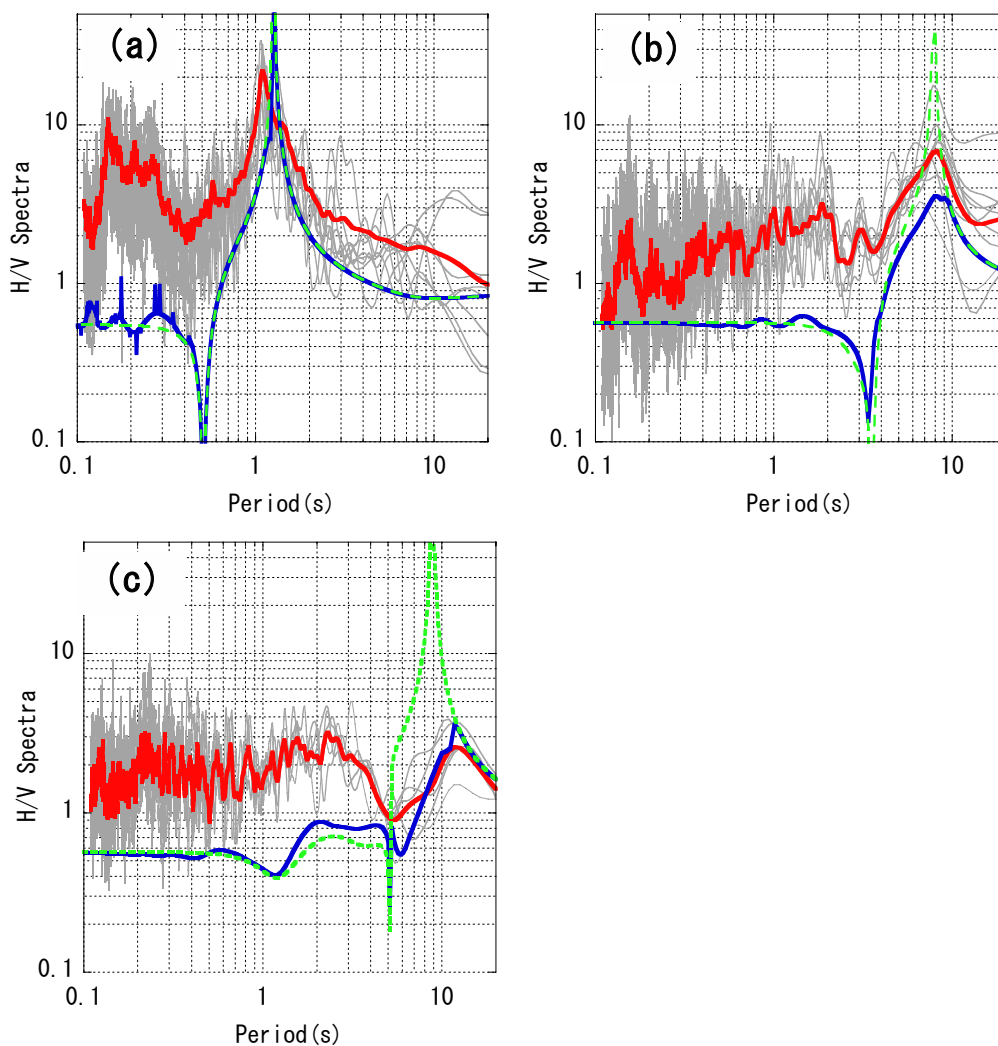 (a)
10
1
0.1
H/V Spectra
0.1 1 10
Period(s)
(b)
10
1
0.1
H/V Spectra
0.1 1 10
Period(s)
(c)
10
1
0.1
H/V Spectra
0.1 1 10
Period(s)